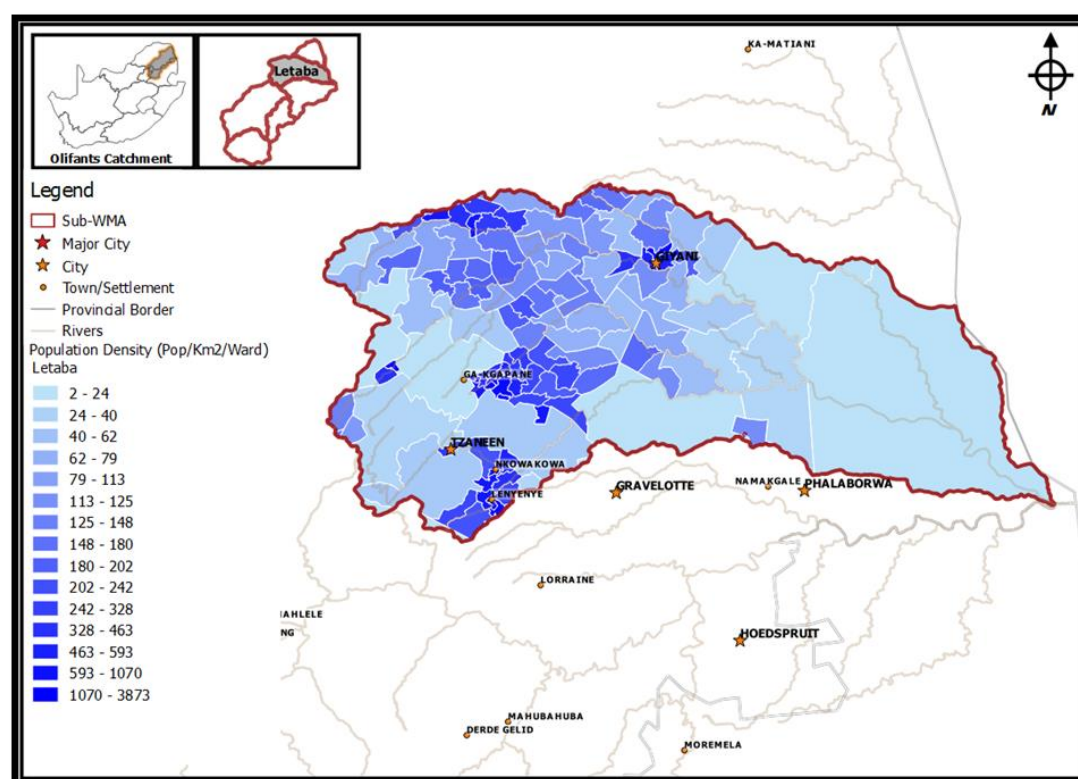 Letaba
Olifants Catchment
N
Legend
Sub-WMA
Major City
City
Town/Settlement
Provincial Border
Rivers
Population Density (Pop/Km2/Ward)
Letaba
2 - 24
24 - 40
40 - 62
62 - 79
79 - 113
113 - 125
125 - 148
148 - 180
180 - 202
202 - 242
242 - 328
328 - 463
463 - 593
593 - 1070
1070 - 3873
KA-MATIANI
GIYANI
GA-KGAPANE
TZANEEN
NKOWAKOWA
LENYENYE
GRAVELOTTE
NAMAKGALE
PHALABORWA
LORRAINE
IAHLELE
NG
HOEDSPRUIT
MAHUBAHUBA
DERDE GELID
MOREMELA